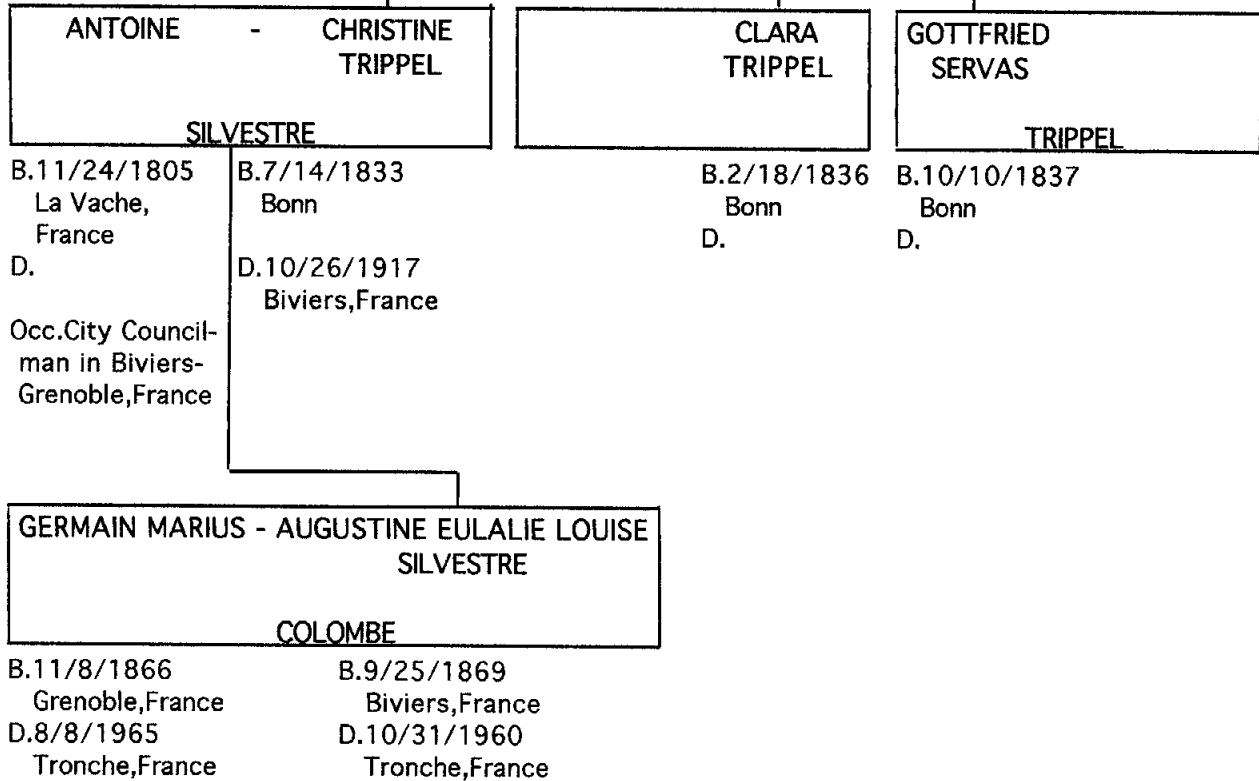 ANTOINE - CHRISTINE
TRIPPEL
SILVESTRE
B.11/24/1805
La Vache,
France
D.
Occ.City Council-
man in Biviers-
Grenoble,France
B.7/14/1833
Bonn
D.10/26/1917
Biviers,France
CLARA
TRIPPEL
B.2/18/1836
Bonn
D.
GOTTFRIED
SERVAS
TRIPPEL
B.10/10/1837
Bonn
D.
GERMAIN MARIUS - AUGUSTINE EULALIE LOUISE
SILVESTRE
COLOMBE
B.11/8/1866
Grenoble,France
D.8/8/1965
Tronche,France
B.9/25/1869
Biviers,France
D.10/31/1960
Tronche,France